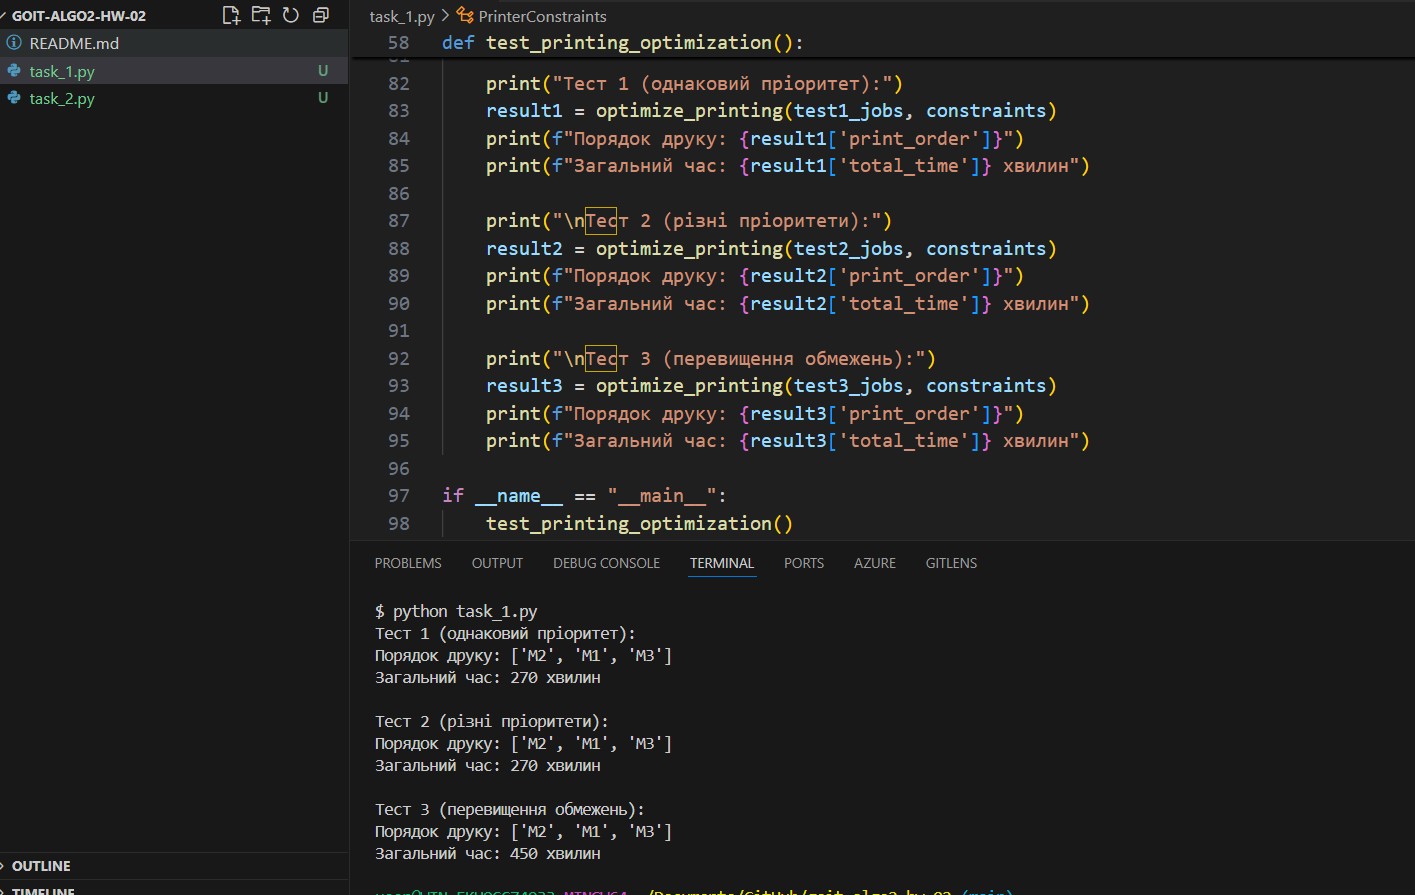 GOIT-ALGO2-HW-02
README.md
task_1.py U
task_2.py U
OUTLINE
TIMELINE
task_1.py > PrinterConstraints
58 def test_printing_optimization():
81
82 print("Тест 1 (однаковий пріоритет):")
83 result1 = optimize_printing(test1_jobs, constraints)
84 print(f"Порядок друку: {result1['print_order']}")
85 print(f"Загальний час: {result1['total_time']} хвилин")
86
87 print("\nТест 2 (різні пріоритети):")
88 result2 = optimize_printing(test2_jobs, constraints)
89 print(f"Порядок друку: {result2['print_order']}")
90 print(f"Загальний час: {result2['total_time']} хвилин")
91
92 print("\nТест 3 (перевищення обмежень):")
93 result3 = optimize_printing(test3_jobs, constraints)
94 print(f"Порядок друку: {result3['print_order']}")
95 print(f"Загальний час: {result3['total_time']} хвилин")
96
97 if __name__ == "__main__":
98 test_printing_optimization()
PROBLEMS OUTPUT DEBUG CONSOLE TERMINAL PORTS AZURE GITLENS
$ python task_1.py
Тест 1 (однаковий пріоритет):
Порядок друку: ['M2', 'M1', 'M3']
Загальний час: 270 хвилин
Тест 2 (різні пріоритети):
Порядок друку: ['M2', 'M1', 'M3']
Загальний час: 270 хвилин
Тест 3 (перевищення обмежень):
Порядок друку: ['M2', 'M1', 'M3']
Загальний час: 450 хвилин